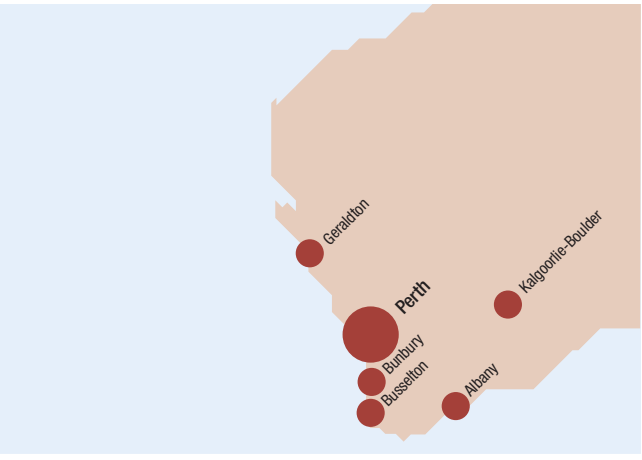 Geraldton
Kalgoorlie-Boulder
Perth
Bunbury
Busselton
Albany